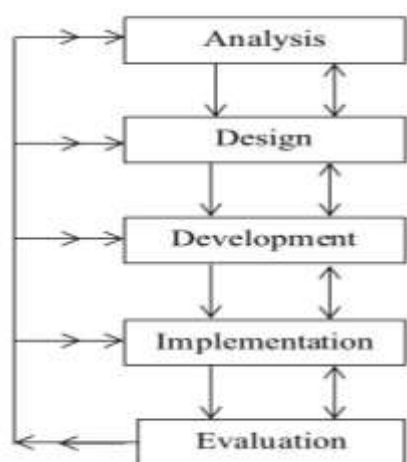 Analysis
Design
Development
Implementation
Evaluation